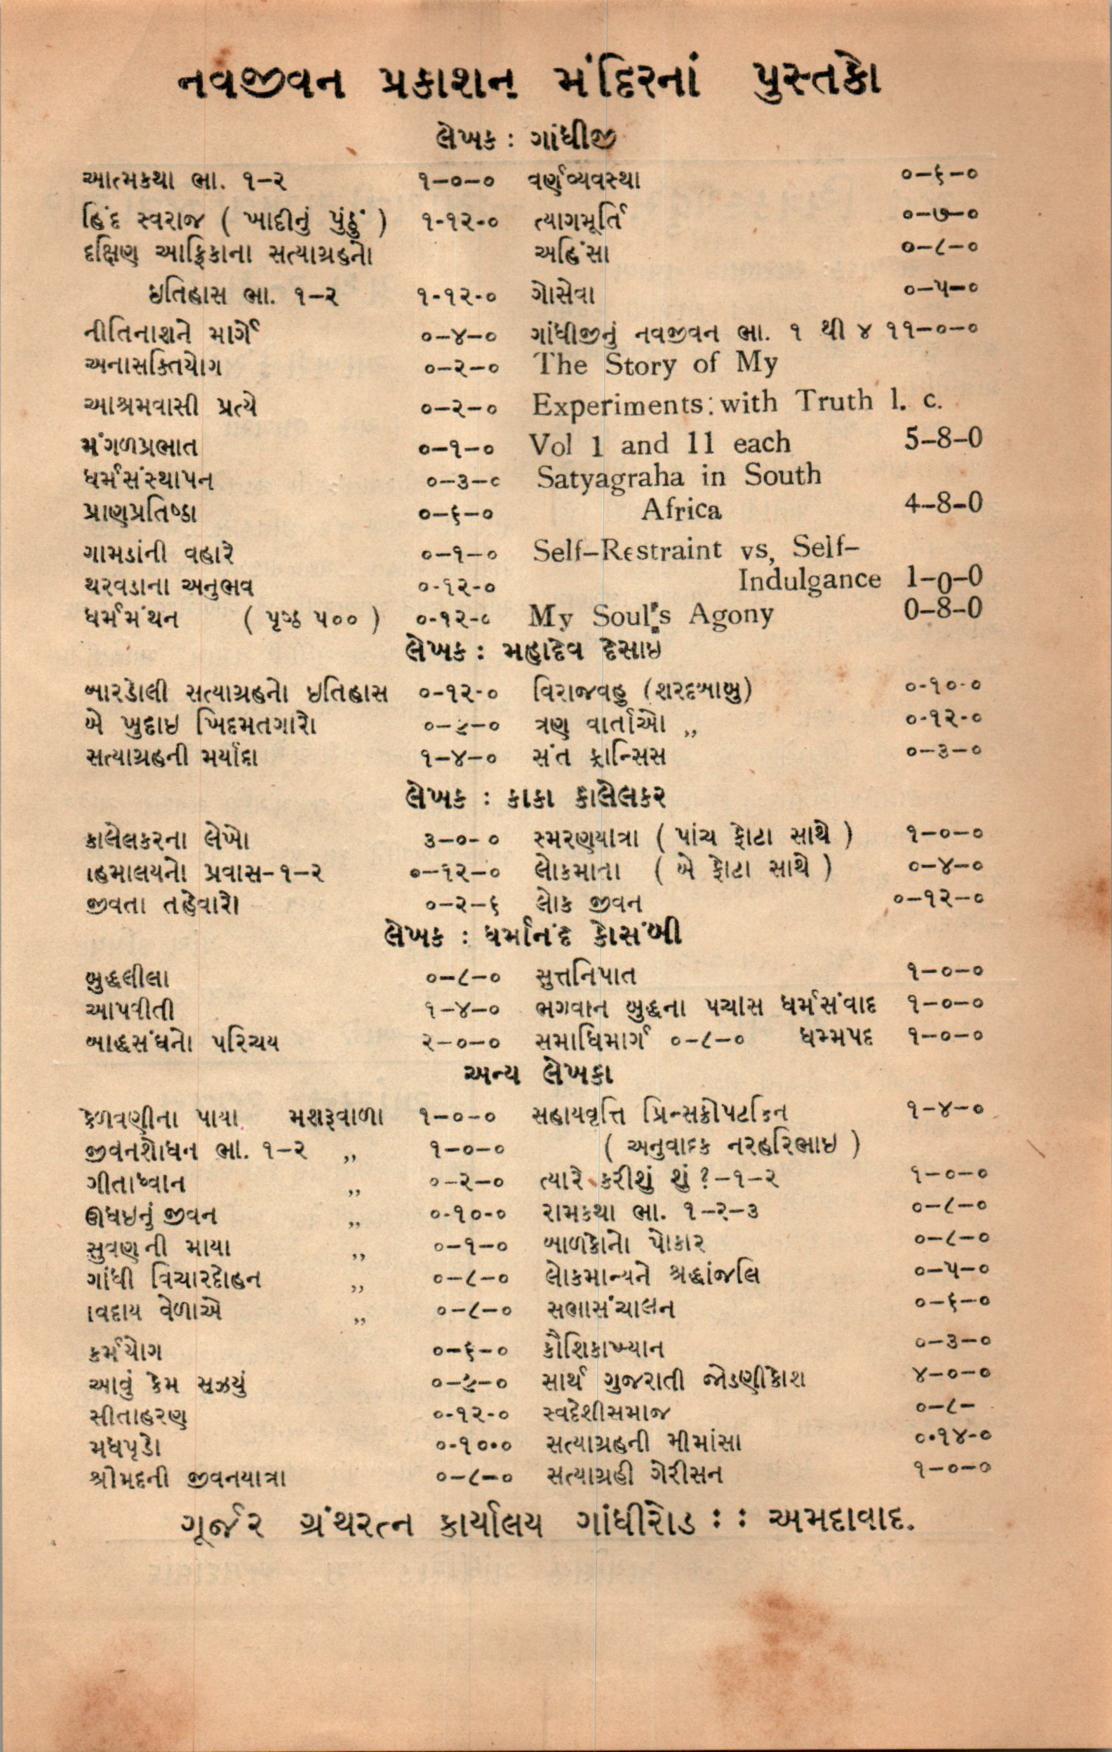 નવજીવન પ્રકાશન મંદિરનાં પુસ્તકો
લેખક : ગાંધીજી
આત્મકથા ભા. ૧–૨ ૧–૦–૦ વર્ણવ્યવસ્થા ૦–૬–૦
હિંદ સ્વરાજ ( ખાદીનું પુંઠું ) ૧-૧૨-૦ ત્યાગમૂર્તિ ૦–૭–૦
દક્ષિણ આફ્રિકાના સત્યાગ્રહનો અહિંસા ૦–૮–૦
ઇતિહાસ ભા. ૧–૨ ૧-૧૨-૦ ગોસેવા ૦–૫–૦
નીતિનાશને માર્ગે ૦–૪–૦ ગાંધીજીનું નવજીવન ભા. ૧ થી ૪ ૧૧–૦–૦
અનાસક્તિયોગ ૦–૨–૦ The Story of My
આશ્રમવાસી પ્રત્યે ૦–૨–૦ Experiments: with Truth l. c.
મંગળપ્રભાત ૦–૧–૦ Vol 1 and 11 each 5–8–0
ધર્મસંસ્થાપન ૦–૩–૦ Satyagraha in South
પ્રાણપ્રતિષ્ઠા ૦–૬–૦ Africa 4–8–0
ગામડાંની વહારે ૦–૧–૦ Self–Restraint vs, Self–
યરવડાના અનુભવ ૦-૧૨-૦ Indulgance 1–0–0
ધર્મમંથન ( પૃષ્ઠ ૫૦૦ ) ૦-૧૨-૦ My Soul's Agony 0–8–0
લેખક : મહાદેવ દેસાઇ
બારડોલી સત્યાગ્રહનો ઇતિહાસ ૦-૧૨-૦ વિરાજવહુ (શરદબાબુ) ૦-૧૦-૦
બે ખુદાઇ ખિદમતગારો ૦–૬–૦ ત્રણ વાર્તાઓ ,, ૦-૧૨-૦
સત્યાગ્રહની મર્યાદા ૧–૪–૦ સંત ફ્રાન્સિસ ૦–૩–૦
લેખક : કાકા કાલેલકર
કાલેલકરના લેખો ૩–૦- ૦ સ્મરણયાત્રા ( પાંચ ફોટા સાથે ) ૧–૦–૦
હિમાલયનો પ્રવાસ–૧–૨ ૦–૧૨–૦ લોકમાતા ( બે ફોટા સાથે ) ૦–૪–૦
જીવતા તહેવારો ૦–૨–૬ લોક જીવન ૦–૧૨–૦
લેખક : ધર્માનંદ કોસંબી
બુદ્ધલીલા ૦–૮–૦ સુત્તનિપાત ૧–૦–૦
આપવીતી ૧–૪–૦ ભગવાન બુદ્ધના પચાસ ધર્મસંવાદ ૧–૦–૦
બૌદ્ધસંઘનો પરિચય ૨–૦–૦ સમાધિમાર્ગ ૦–૮–૦ ધમ્મપદ ૧–૦–૦
અન્ય લેખકો
કેળવણીના પાયા મશરૂવાળા ૧–૦–૦ સહાયવૃત્તિ પ્રિન્સક્રોપટકિન ૧–૪–૦
જીવનશોધન ભા. ૧–૨ ,, ૧–૦–૦ ( અનુવાદક નરહરિભાઇ )
ગીતાધ્વાન ,, ૦–૨–૦ ત્યારે કરીશું શું ?–૧–૨ ૧–૦–૦
ઊધઇનું જીવન ,, ૦-૧૦-૦ રામકથા ભા. ૧–૨–૩ ૦–૮–૦
સુવણની માયા ,, ૦–૧–૦ બાળકોનો પોકાર ૦–૮–૦
ગાંધી વિચારદોહન ,, ૦–૮–૦ લોકમાન્યને શ્રદ્ધાંજલિ ૦–૫–૦
વિદાય વેળાએ ,, ૦–૮–૦ સભાસંચાલન ૦–૬–૦
કર્મયોગ ૦–૬–૦ કૌશિકાખ્યાન ૦–૩–૦
આવું કેમ સૂઝયું ૦–૬–૦ સાર્થ ગુજરાતી જોડણીકોશ ૪–૦–૦
સીતાહરણ ૦-૧૨-૦ સ્વદેશીસમાજ ૦–૮–
મધપૂડો ૦-૧૦-૦ સત્યાગ્રહની મીમાંસા ૦-૧૪-૦
શ્રીમદની જીવનયાત્રા ૦–૮–૦ સત્યાગ્રહી ગેરીસન ૧–૦–૦
ગૂર્જર ગ્રંથરત્ન કાર્યાલય ગાંધીરોડ : : અમદાવાદ.